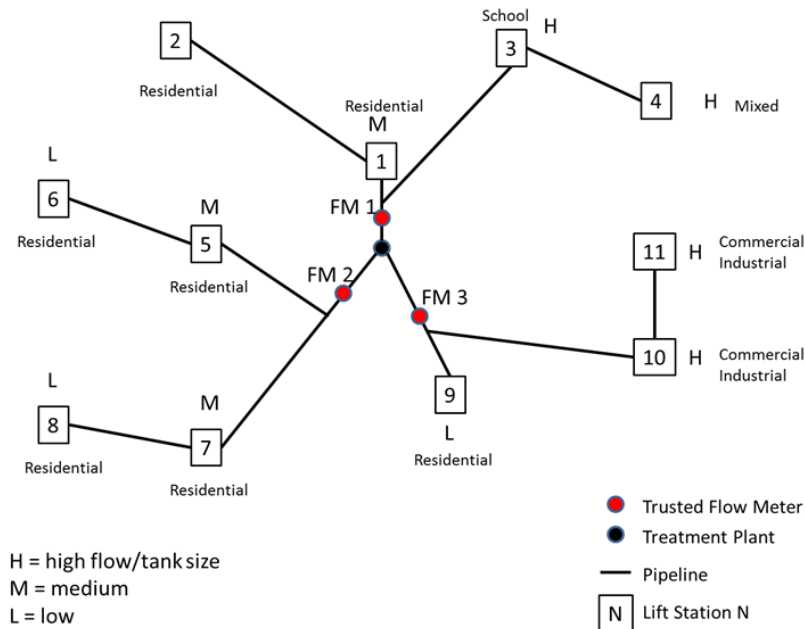 School
H
2
3
4
H
Mixed
Residential
Residential
M
1
L
6
Residential
M
5
Residential
FM 1
FM 2
FM 3
11
H
Commercial
Industrial
10
H
Commercial
Industrial
L
8
Residential
M
7
Residential
9
L
Residential
Trusted Flow Meter
Treatment Plant
Pipeline
N
Lift Station N
H = high flow/tank size
M = medium
L = low